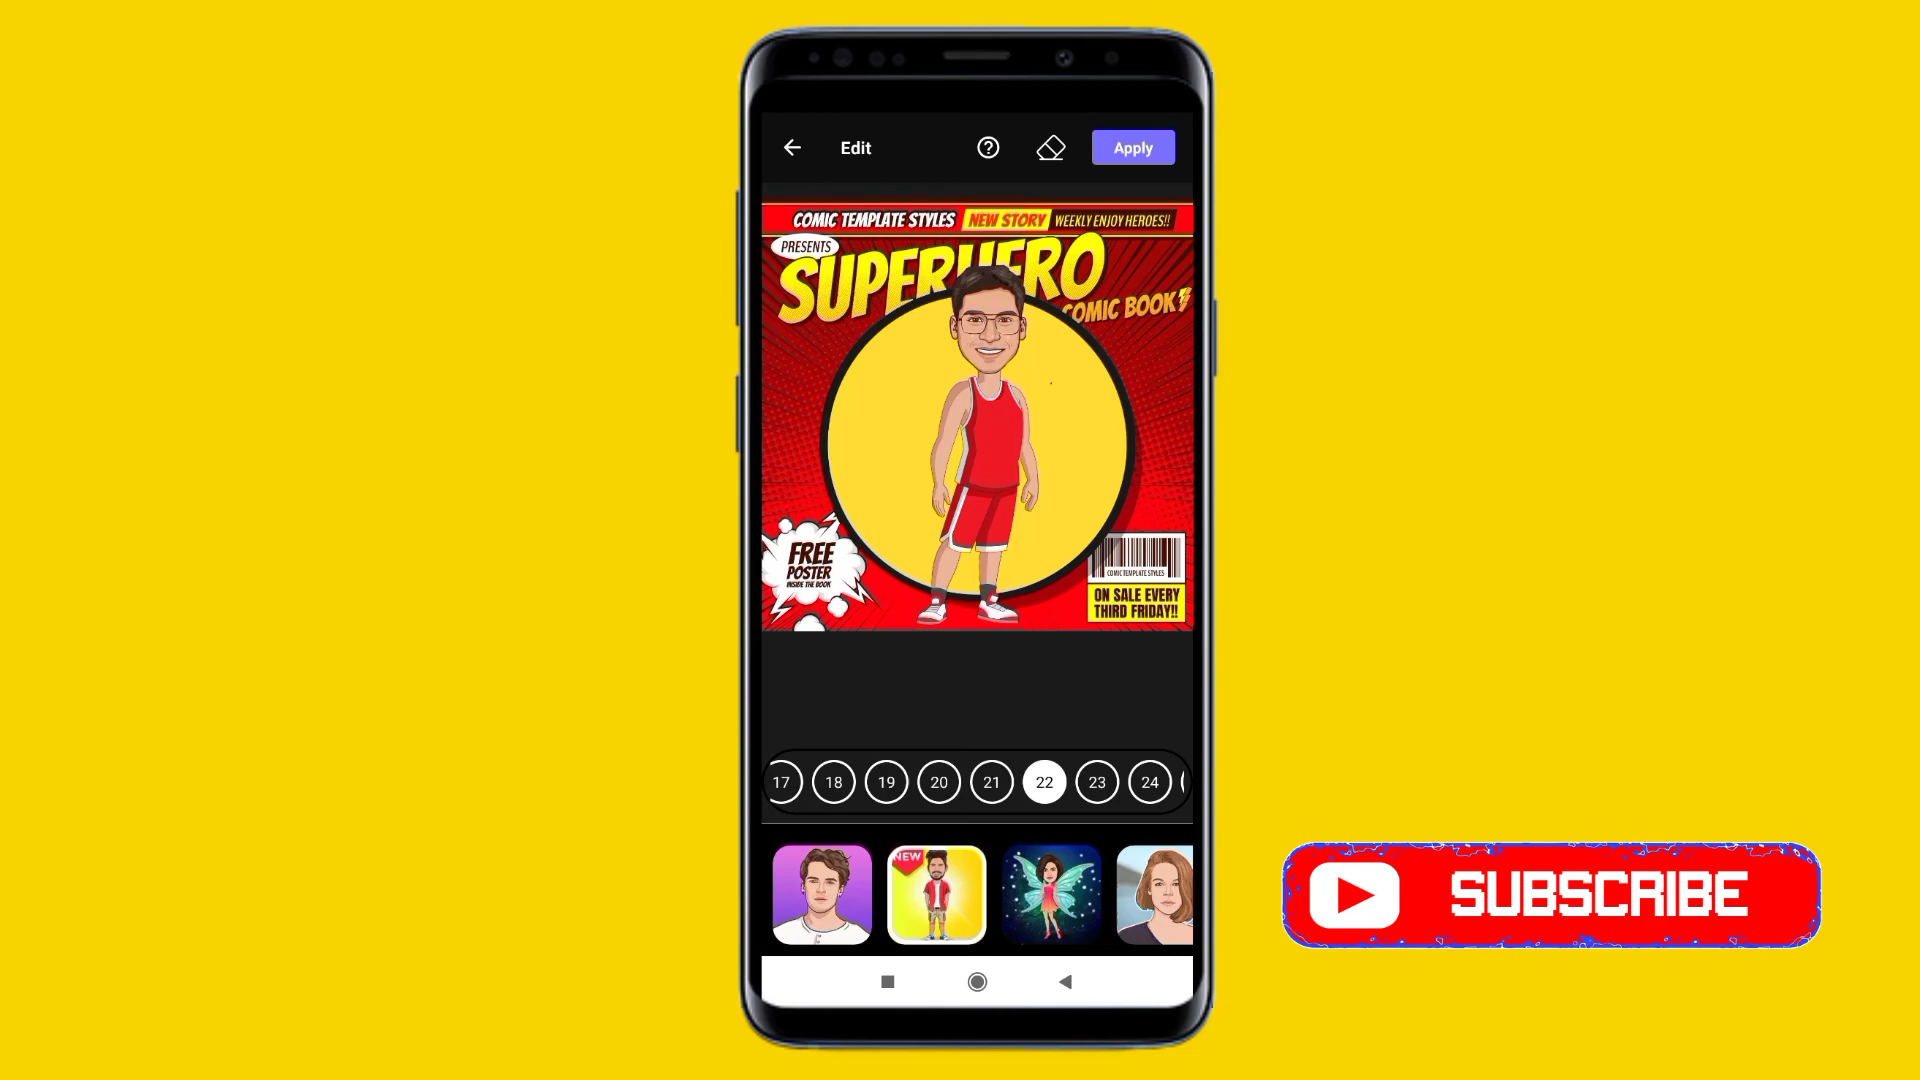 Edit
Apply
COMIC TEMPLATE STYLES NEW STORY WEEKLY ENJOY HEROES!!
PRESENTS
SUPERHERO
COMIC BOOK
FREE
POSTER
INSIDE THE BOOK
COMIC TEMPLATE STYLES
ON SALE EVERY
THIRD FRIDAY!!
17 18 19 20 21 22 23 24
NEW
SUBSCRIBE